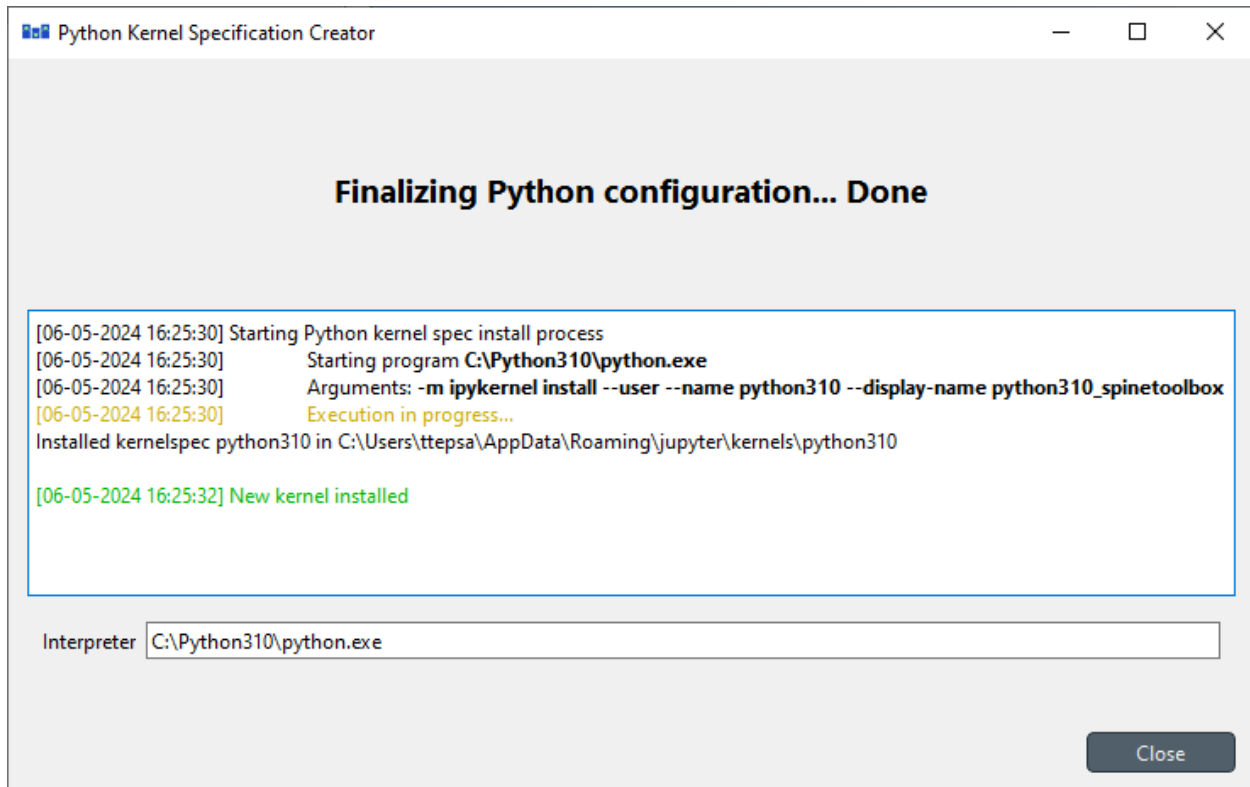 Python Kernel Specification Creator
Finalizing Python configuration... Done
[06-05-2024 16:25:30] Starting Python kernel spec install process
[06-05-2024 16:25:30] Starting program C:\Python310\python.exe
[06-05-2024 16:25:30] Arguments: -m ipykernel install --user --name python310 --display-name python310_spinetoolbox
[06-05-2024 16:25:30] Execution in progress...
Installed kernelspec python310 in C:\Users\ttepsa\AppData\Roaming\jupyter\kernels\python310
[06-05-2024 16:25:32] New kernel installed
Interpreter C:\Python310\python.exe
Close